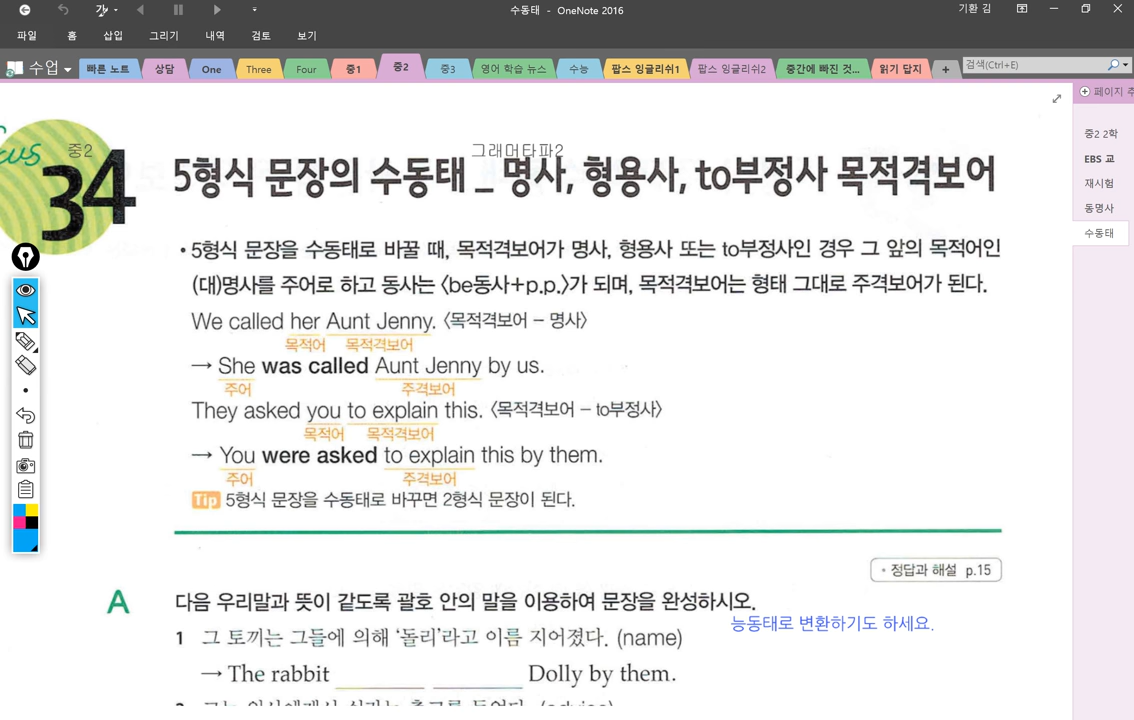 수동태 - OneNote 2016
기환 김
파일 홈 삽입 그리기 내역 검토 보기
수업 빠른 노트 상담 One Three Four 중1 중2 중3 영어 학습 뉴스 수능 팝스 잉글리쉬1 팝스 잉글리쉬2 중간에 빠진 것... 읽기 답지 + 검색(Ctrl+E)
페이지 추
중2 2학
EBS 교
재시험
동명사
수동태
중2
그래머타파2
34
5형식 문장의 수동태 _ 명사, 형용사, to부정사 목적격보어
• 5형식 문장을 수동태로 바꿀 때, 목적격보어가 명사, 형용사 또는 to부정사인 경우 그 앞의 목적어인
(대)명사를 주어로 하고 동사는 〈be동사+p.p.〉가 되며, 목적격보어는 형태 그대로 주격보어가 된다.
We called her Aunt Jenny. 〈목적격보어 – 명사〉
목적어 목적격보어
→ She was called Aunt Jenny by us.
주어 주격보어
They asked you to explain this. 〈목적격보어 – to부정사〉
목적어 목적격보어
→ You were asked to explain this by them.
주어 주격보어
Tip 5형식 문장을 수동태로 바꾸면 2형식 문장이 된다.
• 정답과 해설 p.15
A 다음 우리말과 뜻이 같도록 괄호 안의 말을 이용하여 문장을 완성하시오.
능동태로 변환하기도 하세요.
1 그 토끼는 그들에 의해 ‘돌리’라고 이름 지어졌다. (name)
→ The rabbit ________ ________ Dolly by them.